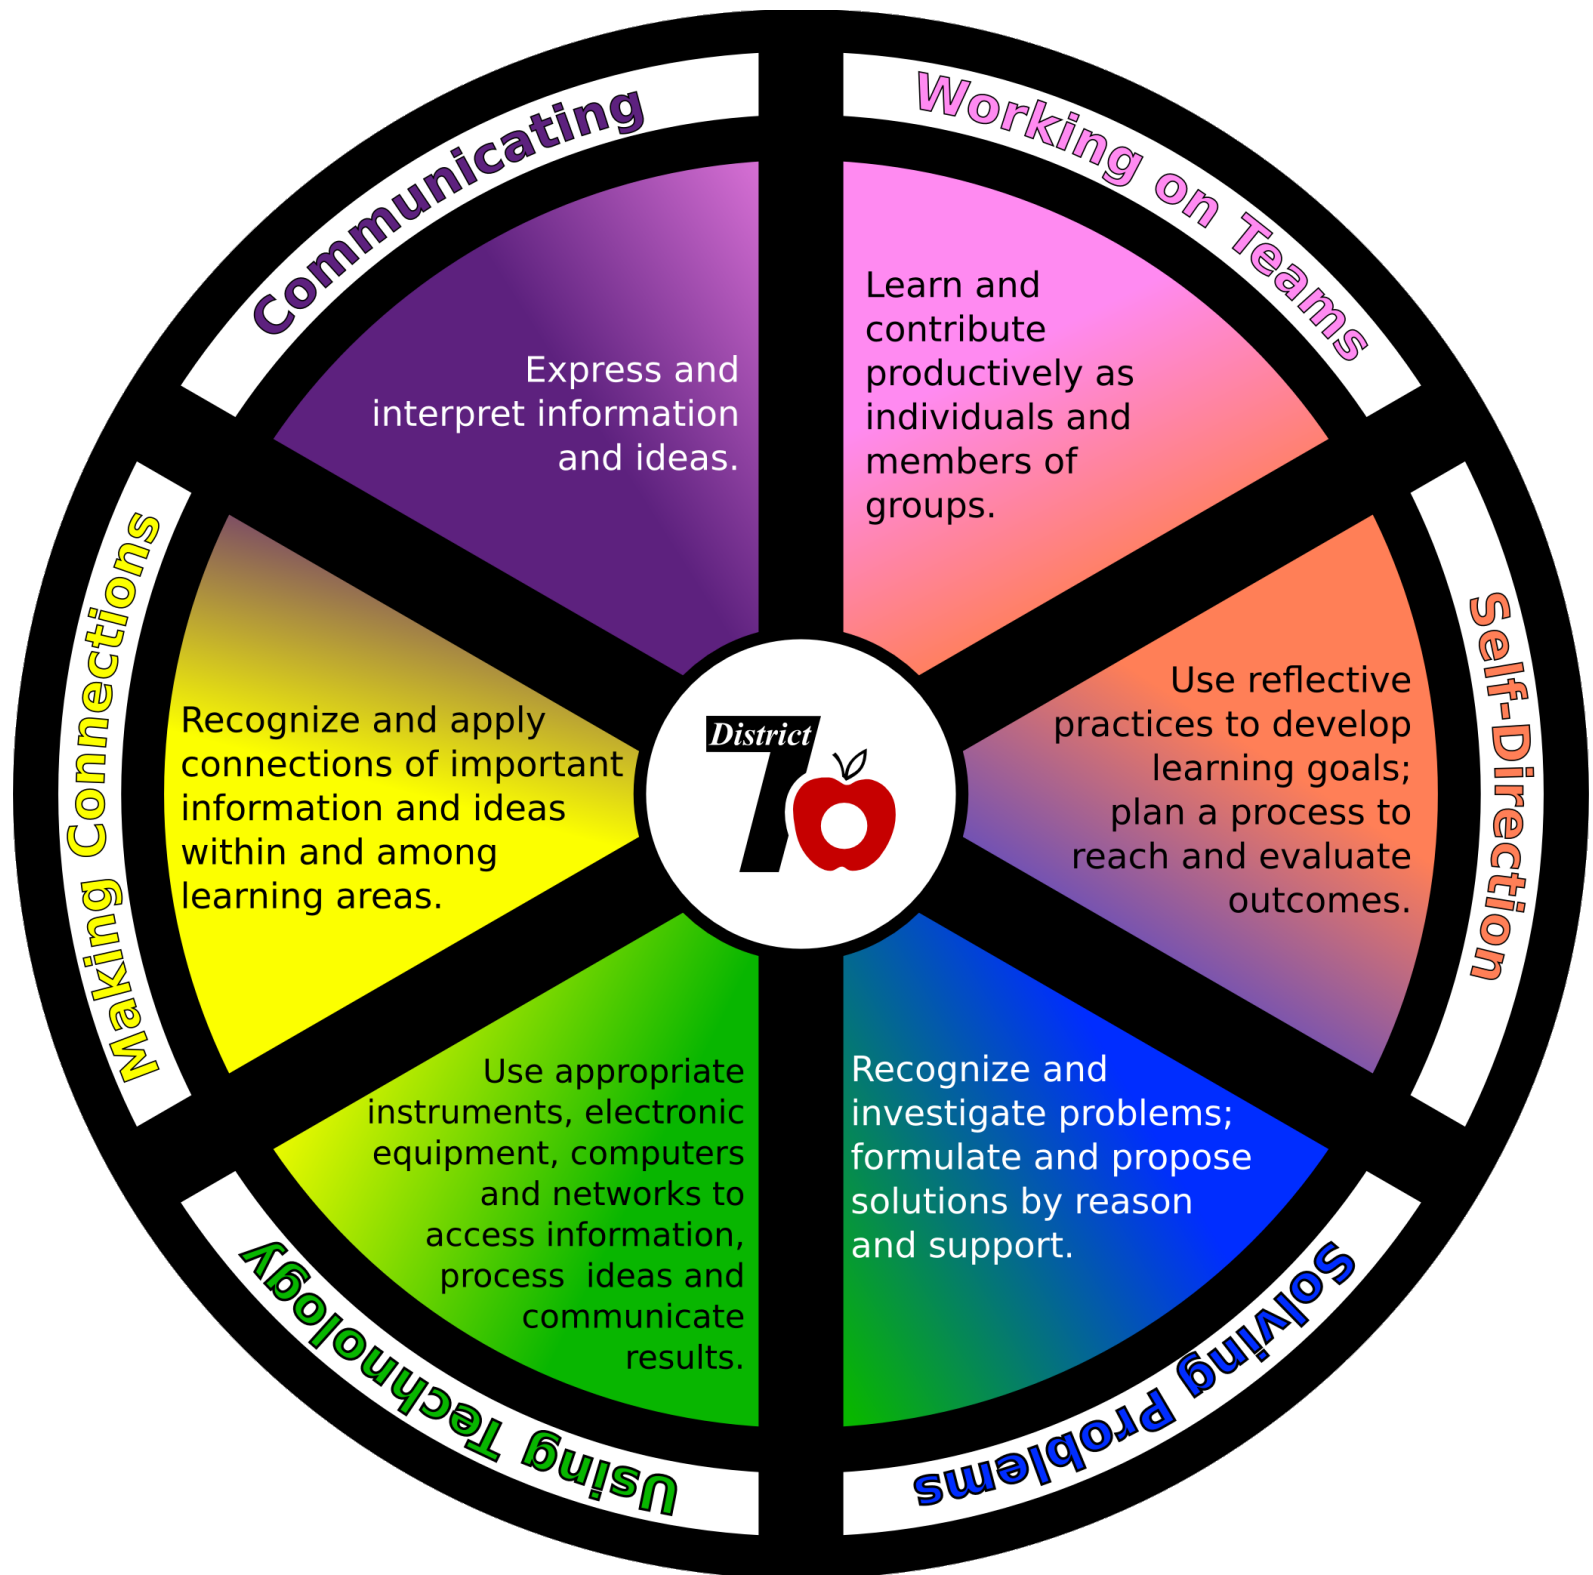 Communicating
Express and
interpret information
and ideas.
Working on Teams
Learn and
contribute
productively as
individuals and
members of
groups.
Self-Direction
Use reflective
practices to develop
learning goals;
plan a process to
reach and evaluate
outcomes.
Solving Problems
Recognize and
investigate problems;
formulate and propose
solutions by reason
and support.
Using Technology
Use appropriate
instruments, electronic
equipment, computers
and networks to
access information,
process  ideas and
communicate
results.
Making Connections
Recognize and apply
connections of important
information and ideas
within and among
learning areas.
District
70